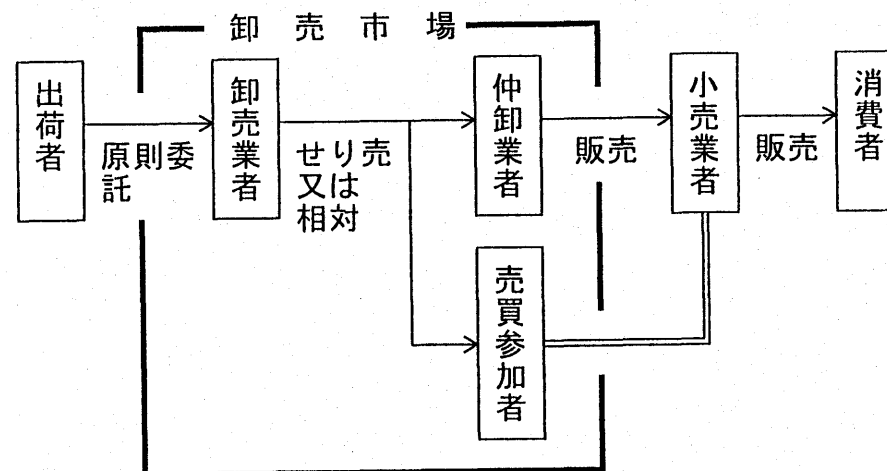 卸売市場
出荷者
原則委
託
卸売業者
せり売
又は
相対
仲卸業者
売買参加者
販売
小売業者
販売
消費者